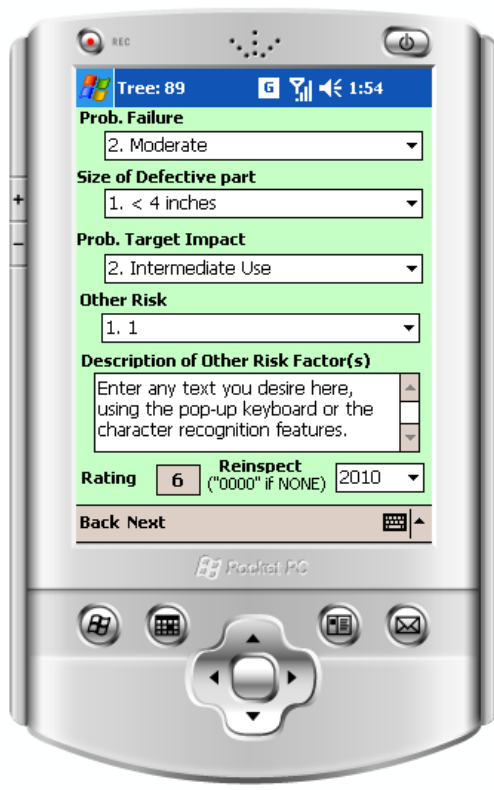 REC
Tree: 89 G 1:54
Prob. Failure
2. Moderate
Size of Defective part
1. < 4 inches
Prob. Target Impact
2. Intermediate Use
Other Risk
1. 1
Description of Other Risk Factor(s)
Enter any text you desire here,
using the pop-up keyboard or the
character recognition features.
Rating 6 Reinspect
("0000" if NONE) 2010
Back Next
Pocket PC